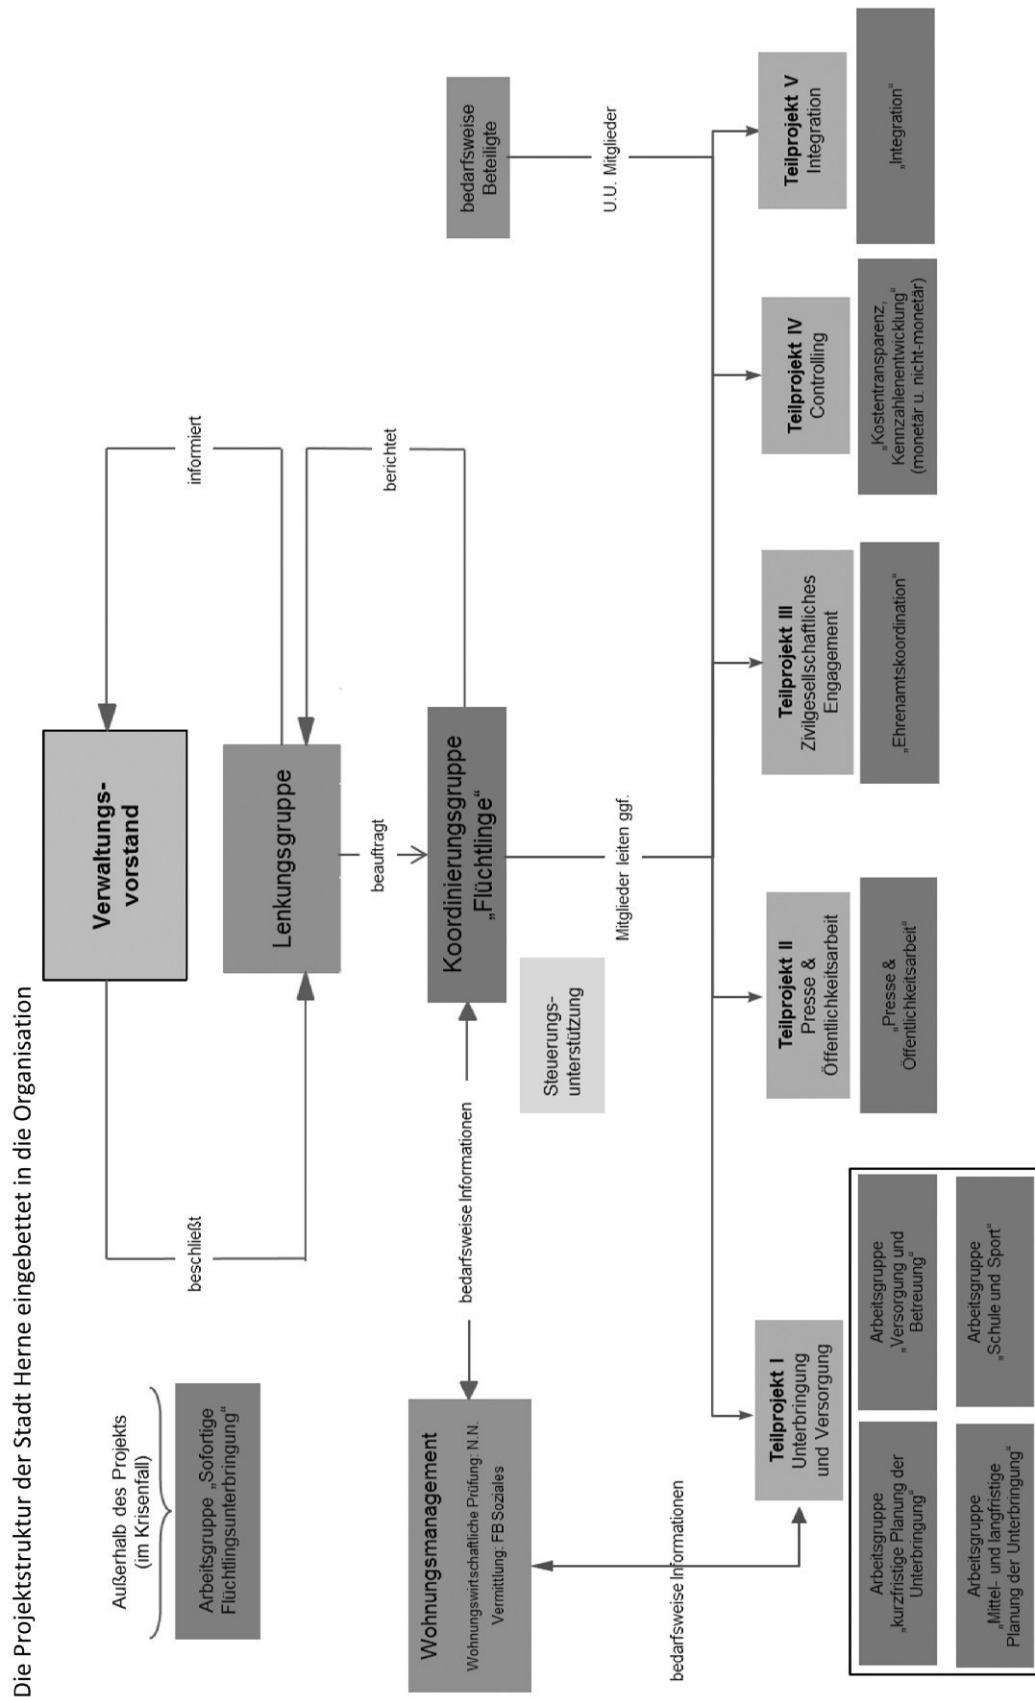 Die Projektstruktur der Stadt Herne eingebettet in die Organisation
Außerhalb des Projekts
(im Krisenfall)
Arbeitsgruppe „Sofortige
Flüchtlingsunterbringung“
beschließt
Verwaltungs-
vorstand
informiert
Lenkungsgruppe
beauftragt
berichtet
Wohnungsmanagement
Wohnungswirtschaftliche Prüfung: N.N.
Vermittlung: FB Soziales
bedarfsweise Informationen
Koordinierungsgruppe
„Flüchtlinge“
Steuerungs-
unterstützung
bedarfsweise
Beteiligte
bedarfsweise Informationen
Mitglieder leiten ggf.
U.U. Mitglieder
Teilprojekt I
Unterbringung
und Versorgung
Teilprojekt II
Presse &
Öffentlichkeitsarbeit
Teilprojekt III
Zivilgesellschaftliches
Engagement
Teilprojekt IV
Controlling
Teilprojekt V
Integration
Arbeitsgruppe
„kurzfristige Planung der
Unterbringung“
Arbeitsgruppe
„Versorgung und
Betreuung“
Arbeitsgruppe
„Mittel- und langfristige
Planung der Unterbringung“
Arbeitsgruppe
„Schule und Sport“
„Presse &
Öffentlichkeitsarbeit“
„Ehrenamtskoordination“
„Kostentransparenz,
Kennzahlenentwicklung“
(monetär u. nicht-monetär)
„Integration“